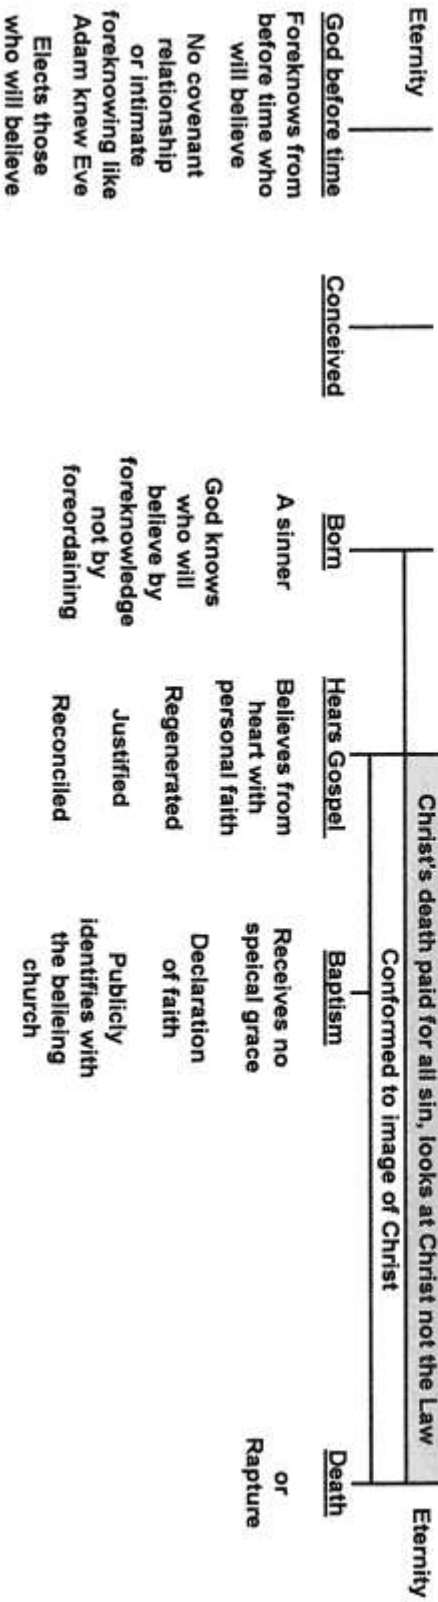 Eternity
Christ's death paid for all sin, looks at Christ not the Law
Eternity
Conformed to image of Christ
God before time
Foreknows from
before time who
will believe
No covenant
relationship
or intimate
foreknowing like
Adam knew Eve
Elects those
who will believe
Conceived
Born
A sinner
God knows
who will
believe by
foreknowledge
not by
foreordaining
Hears Gospel
Believes from
heart with
personal faith
Regenerated
Justified
Reconciled
Baptism
Receives no
speical grace
Declaration
of faith
Publicly
identifies with
the belieing
church
Death
or
Rapture